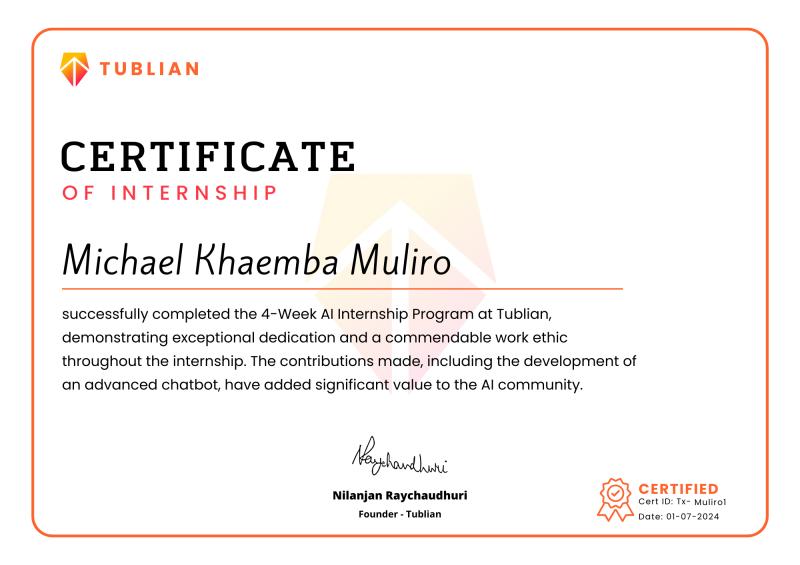 TUBLIAN
CERTIFICATE
OF INTERNSHIP
Michael Khaemba Muliro
successfully completed the 4-Week AI Internship Program at Tublian,
demonstrating exceptional dedication and a commendable work ethic
throughout the internship. The contributions made, including the development of
an advanced chatbot, have added significant value to the AI community.
NRaychandhuri
Nilanjan Raychaudhuri
Founder - Tublian
CERTIFIED
Cert ID: Tx- Muliro1
Date: 01-07-2024